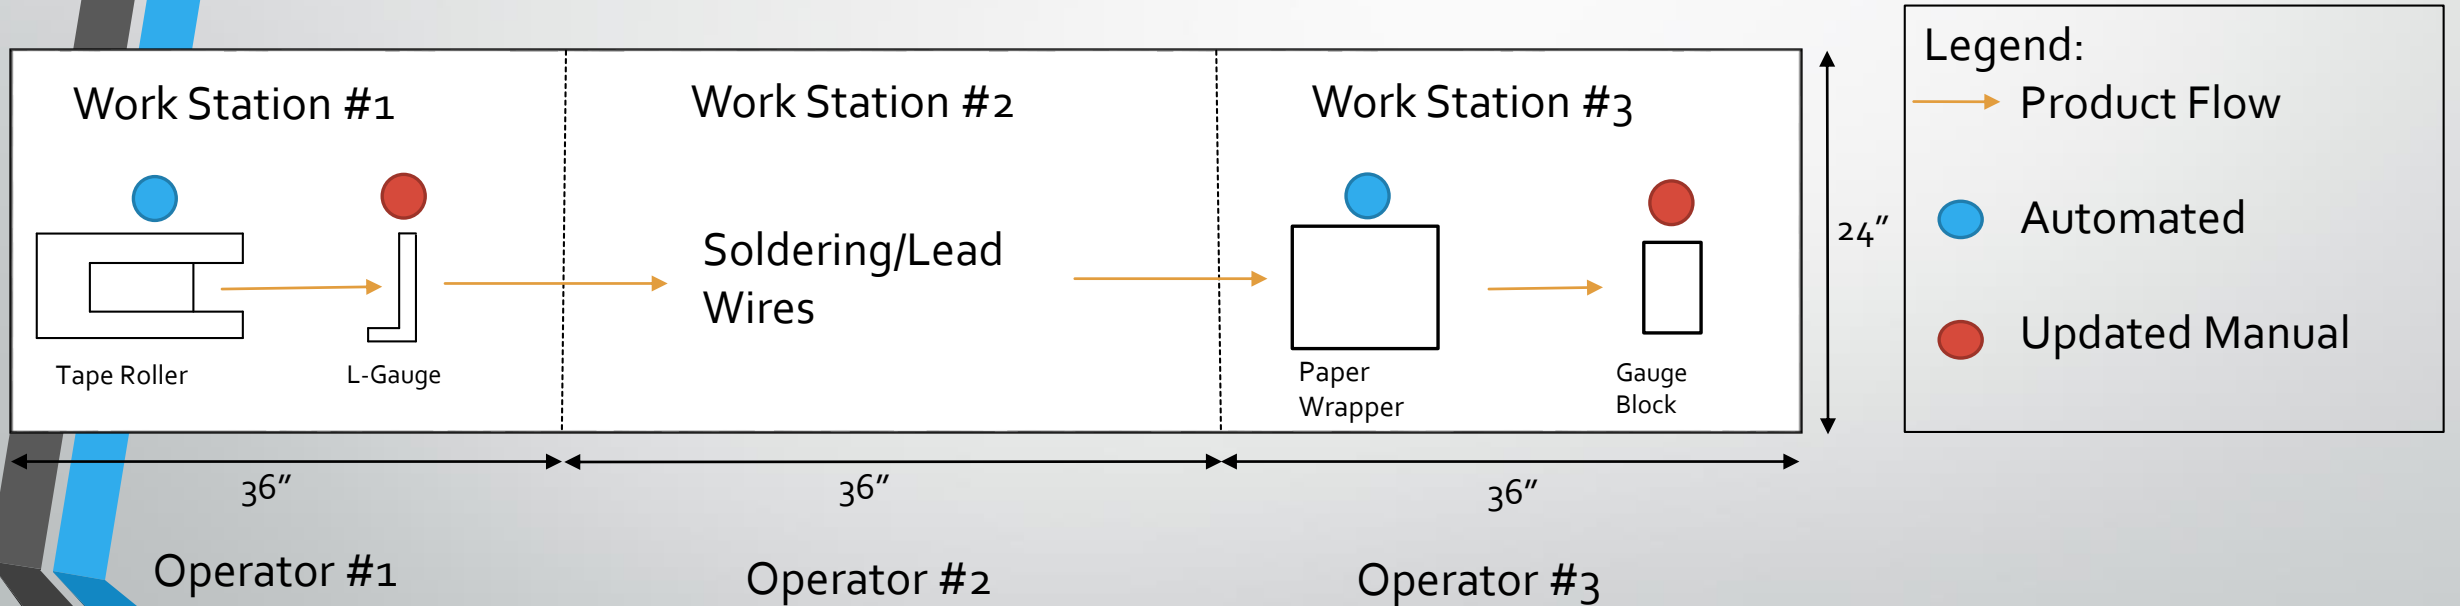 Work Station #1
Work Station #2
Work Station #3
Soldering/Lead
Wires
Tape Roller
L-Gauge
Paper
Wrapper
Gauge
Block
24"
36"
36"
36"
Operator #1
Operator #2
Operator #3
Legend:
Product Flow
Automated
Updated Manual